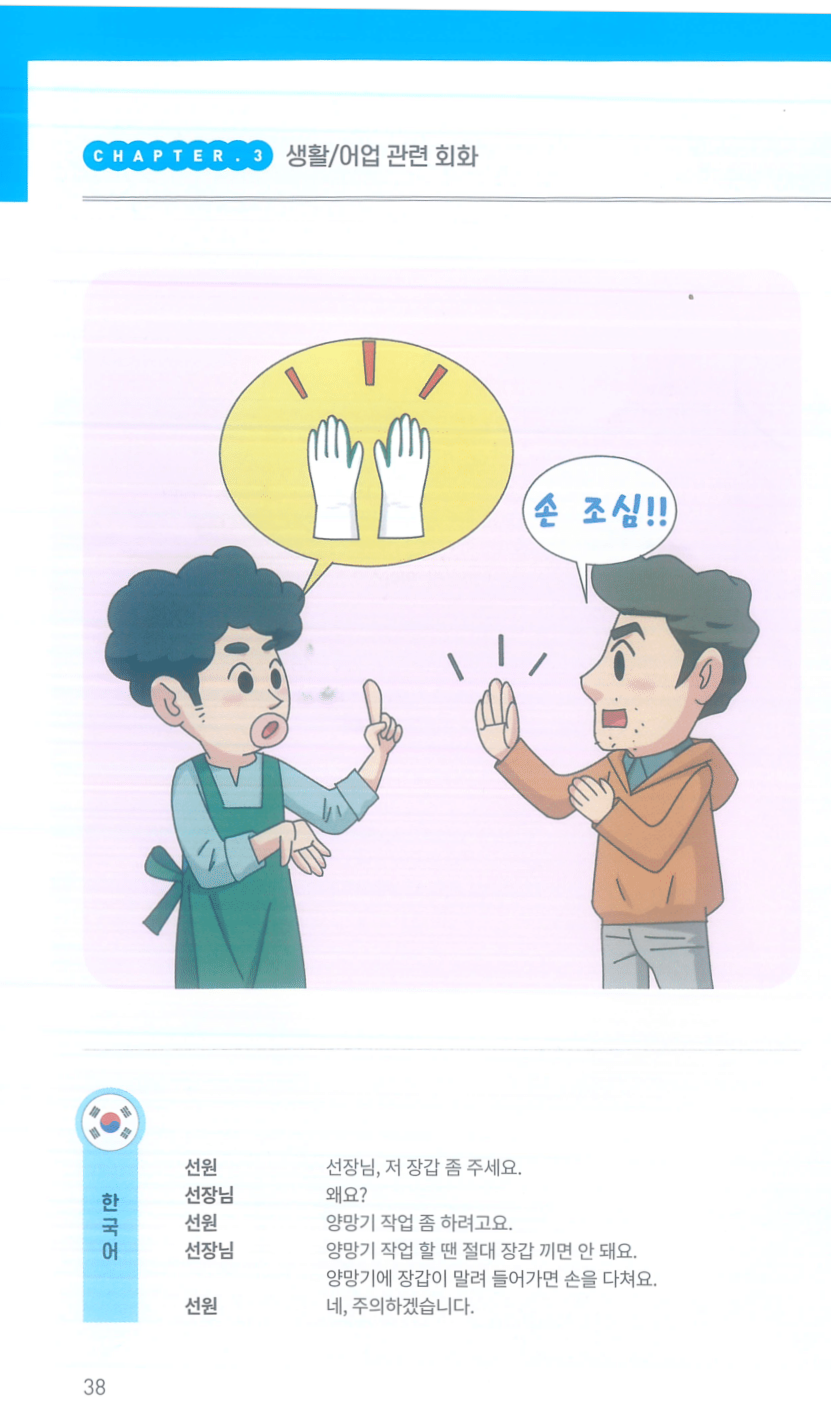 CHAPTER.3 생활/어업 관련 회화
손 조심!!
한국어
선원 선장님, 저 장갑 좀 주세요.
선장님 왜요?
선원 양망기 작업 좀 하려고요.
선장님 양망기 작업 할 땐 절대 장갑 끼면 안 돼요.
양망기에 장갑이 말려 들어가면 손을 다쳐요.
선원 네, 주의하겠습니다.
38